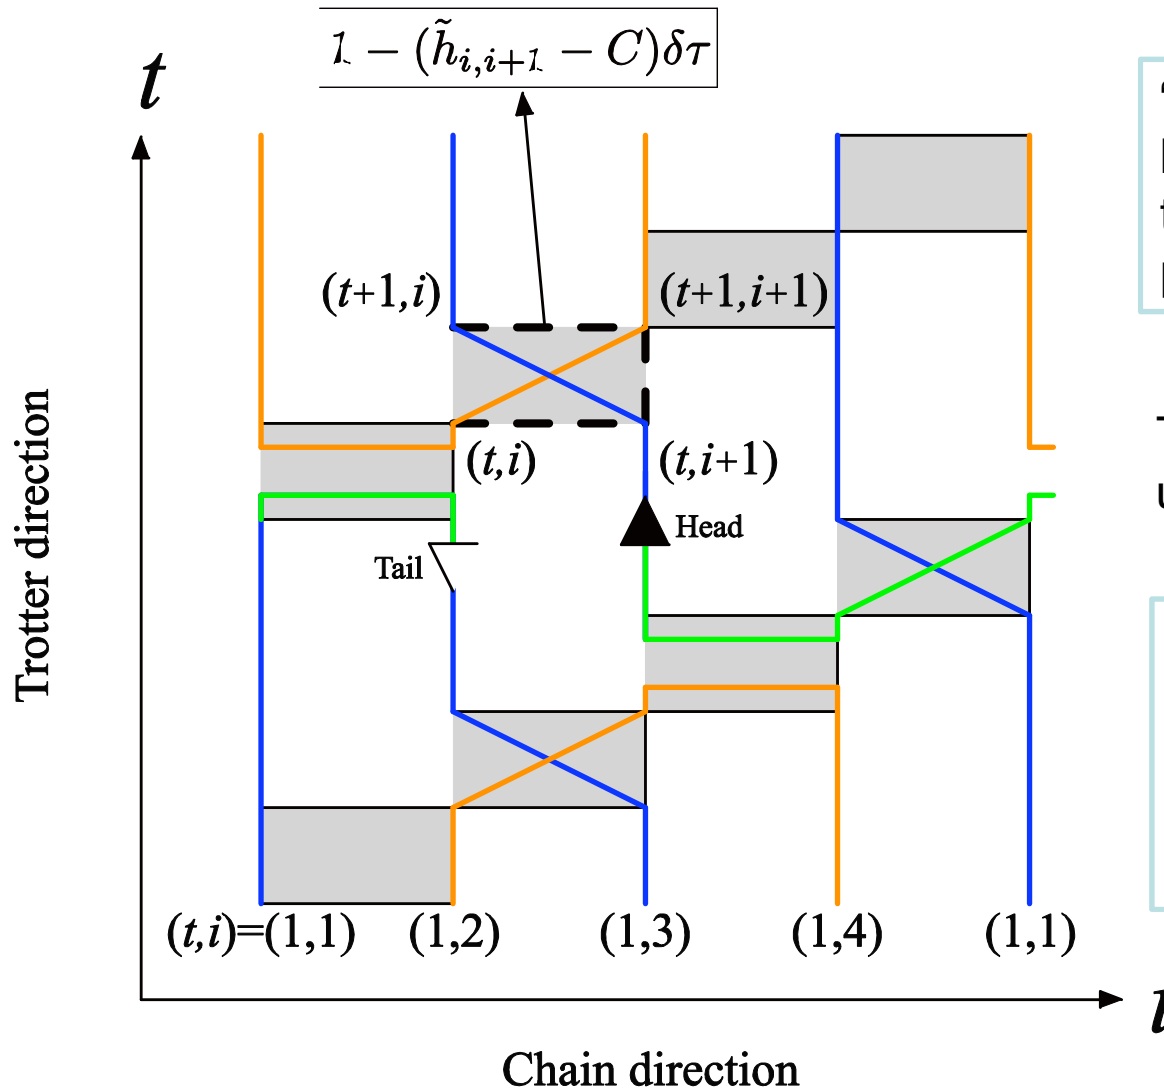 1 − (h̃_{i,i+1} − C)δτ
t
(t+1,i)
(t+1,i+1)
(t,i)
(t,i+1)
Head
Tail
Trotter direction
(t,i)=(1,1)
(1,2)
(1,3)
(1,4)
(1,1)
Chain direction